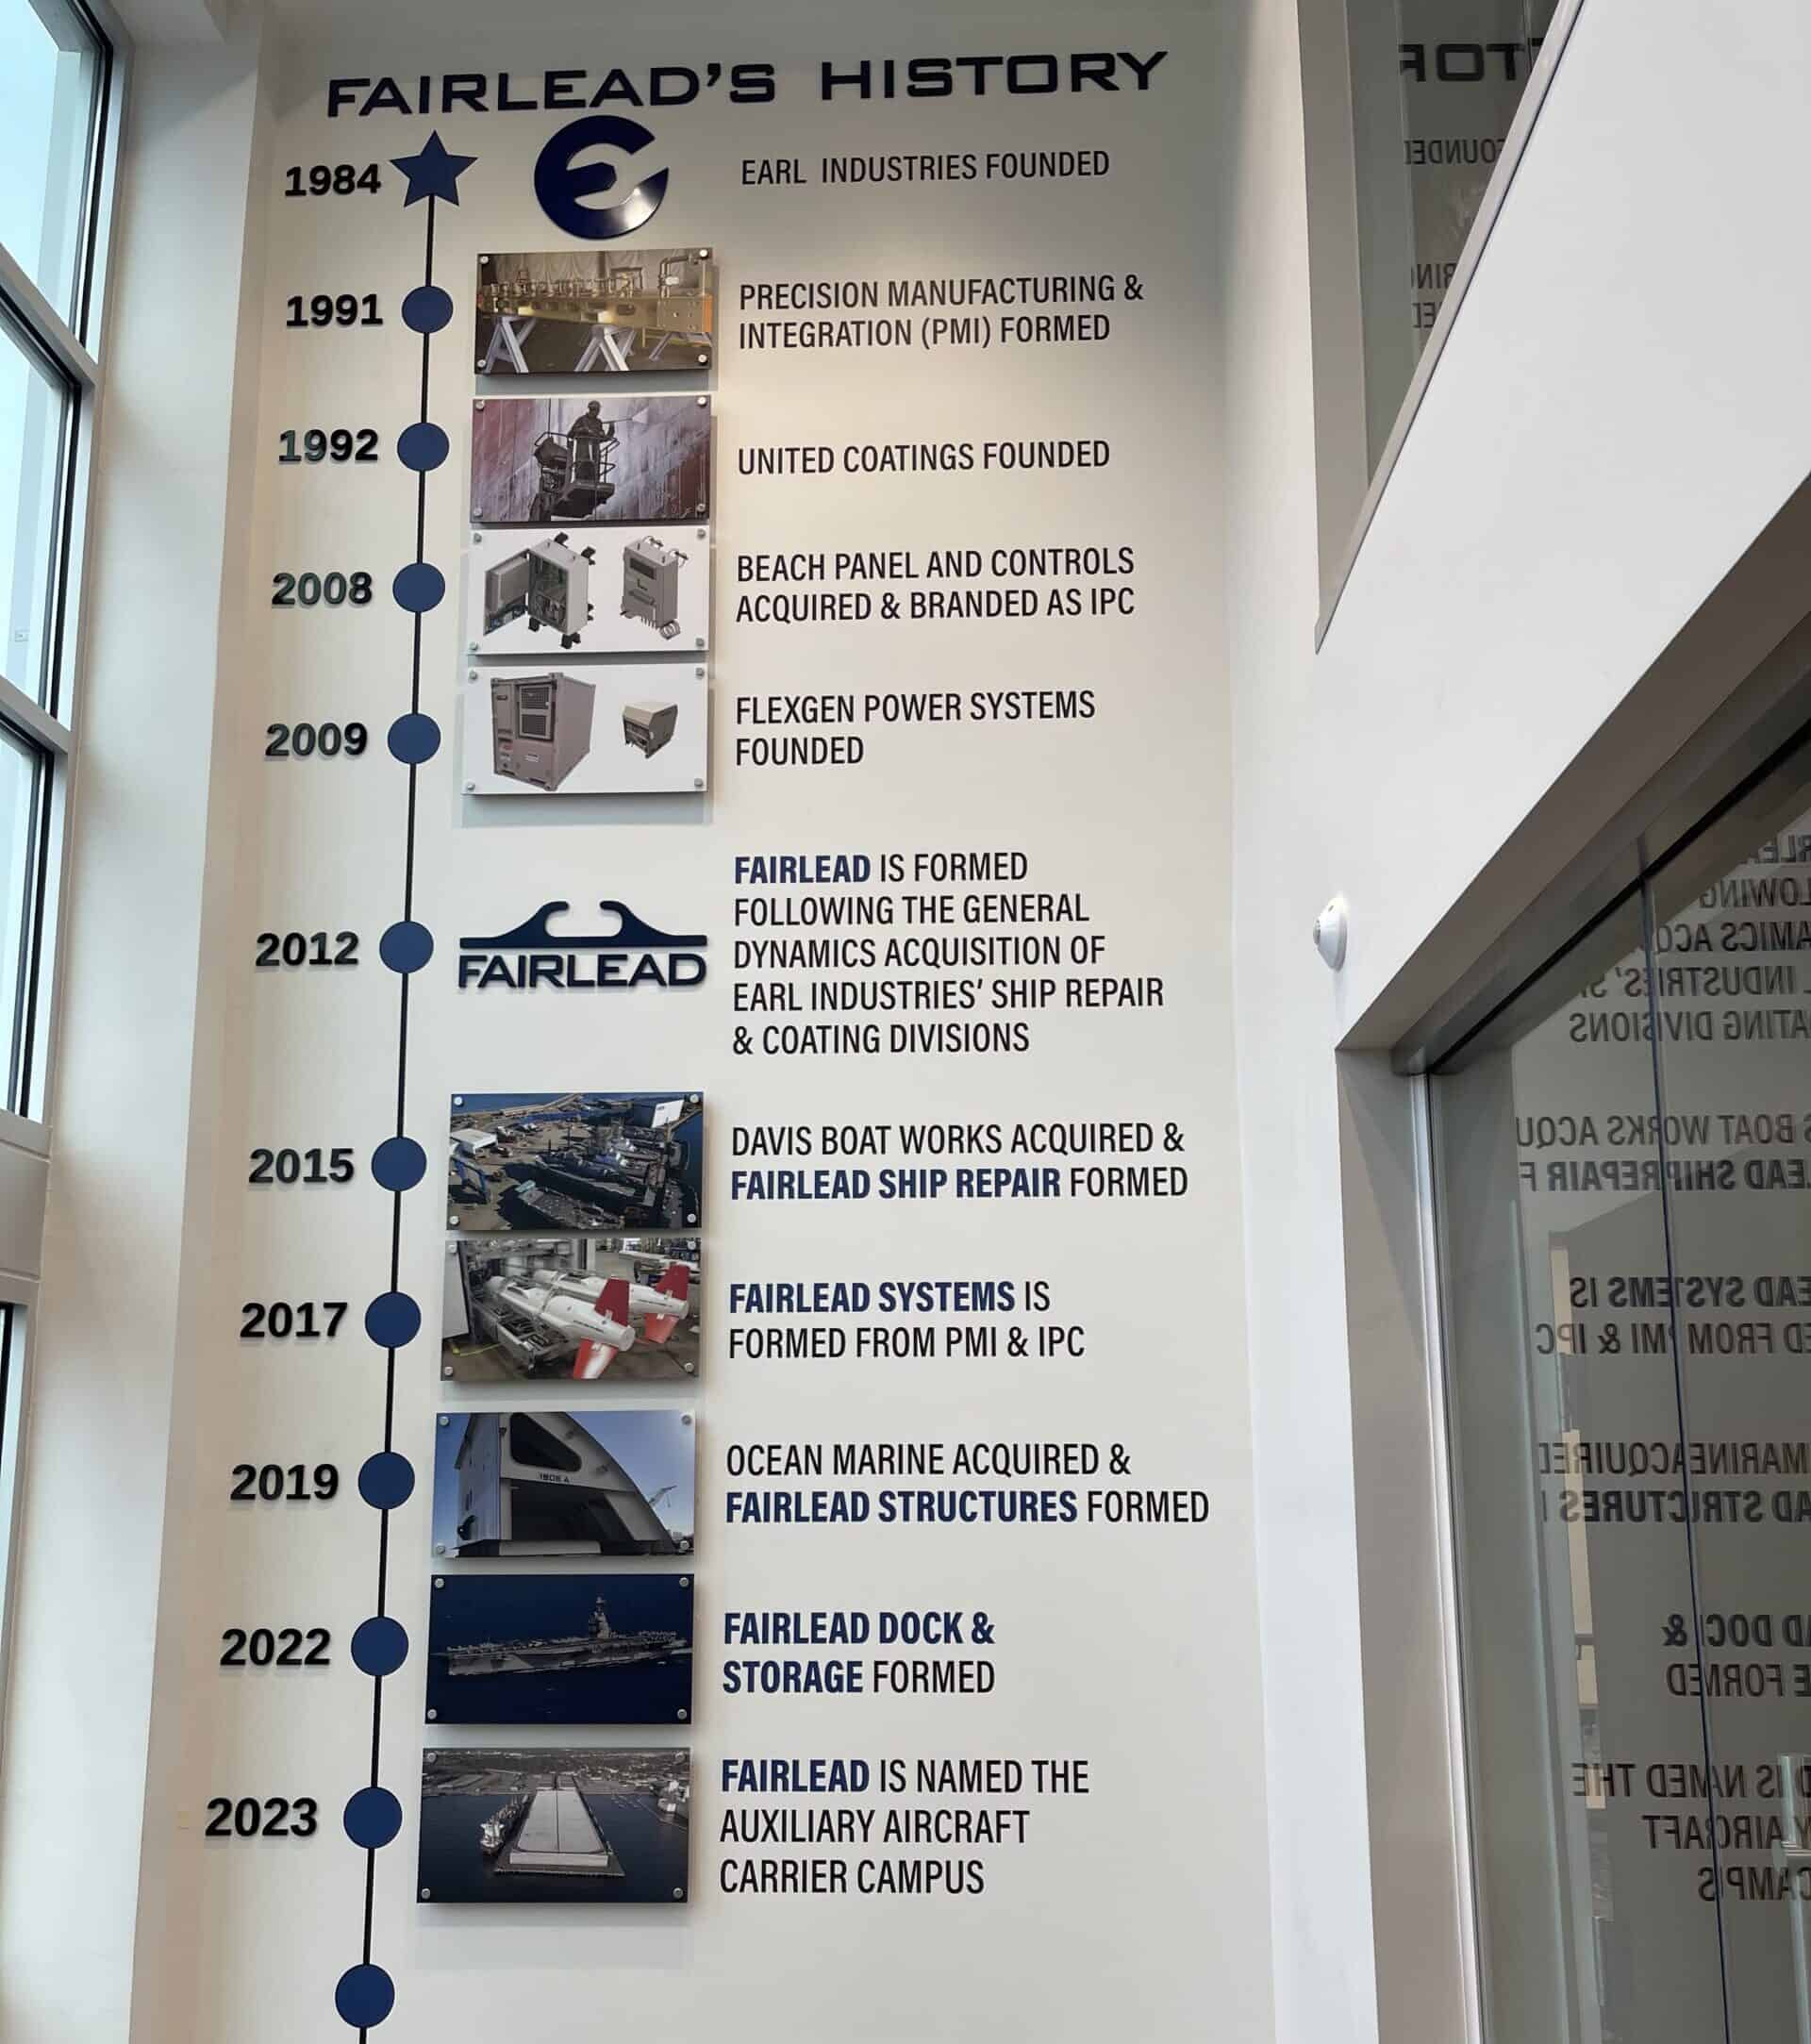 FAIRLEAD'S HISTORY
1984
EARL INDUSTRIES FOUNDED
1991
PRECISION MANUFACTURING &
INTEGRATION (PMI) FORMED
1992
UNITED COATINGS FOUNDED
2008
BEACH PANEL AND CONTROLS
ACQUIRED & BRANDED AS IPC
2009
FLEXGEN POWER SYSTEMS
FOUNDED
2012
FAIRLEAD
FAIRLEAD IS FORMED
FOLLOWING THE GENERAL
DYNAMICS ACQUISITION OF
EARL INDUSTRIES' SHIP REPAIR
& COATING DIVISIONS
2015
DAVIS BOAT WORKS ACQUIRED &
FAIRLEAD SHIP REPAIR FORMED
2017
FAIRLEAD SYSTEMS IS
FORMED FROM PMI & IPC
2019
OCEAN MARINE ACQUIRED &
FAIRLEAD STRUCTURES FORMED
2022
FAIRLEAD DOCK &
STORAGE FORMED
2023
FAIRLEAD IS NAMED THE
AUXILIARY AIRCRAFT
CARRIER CAMPUS